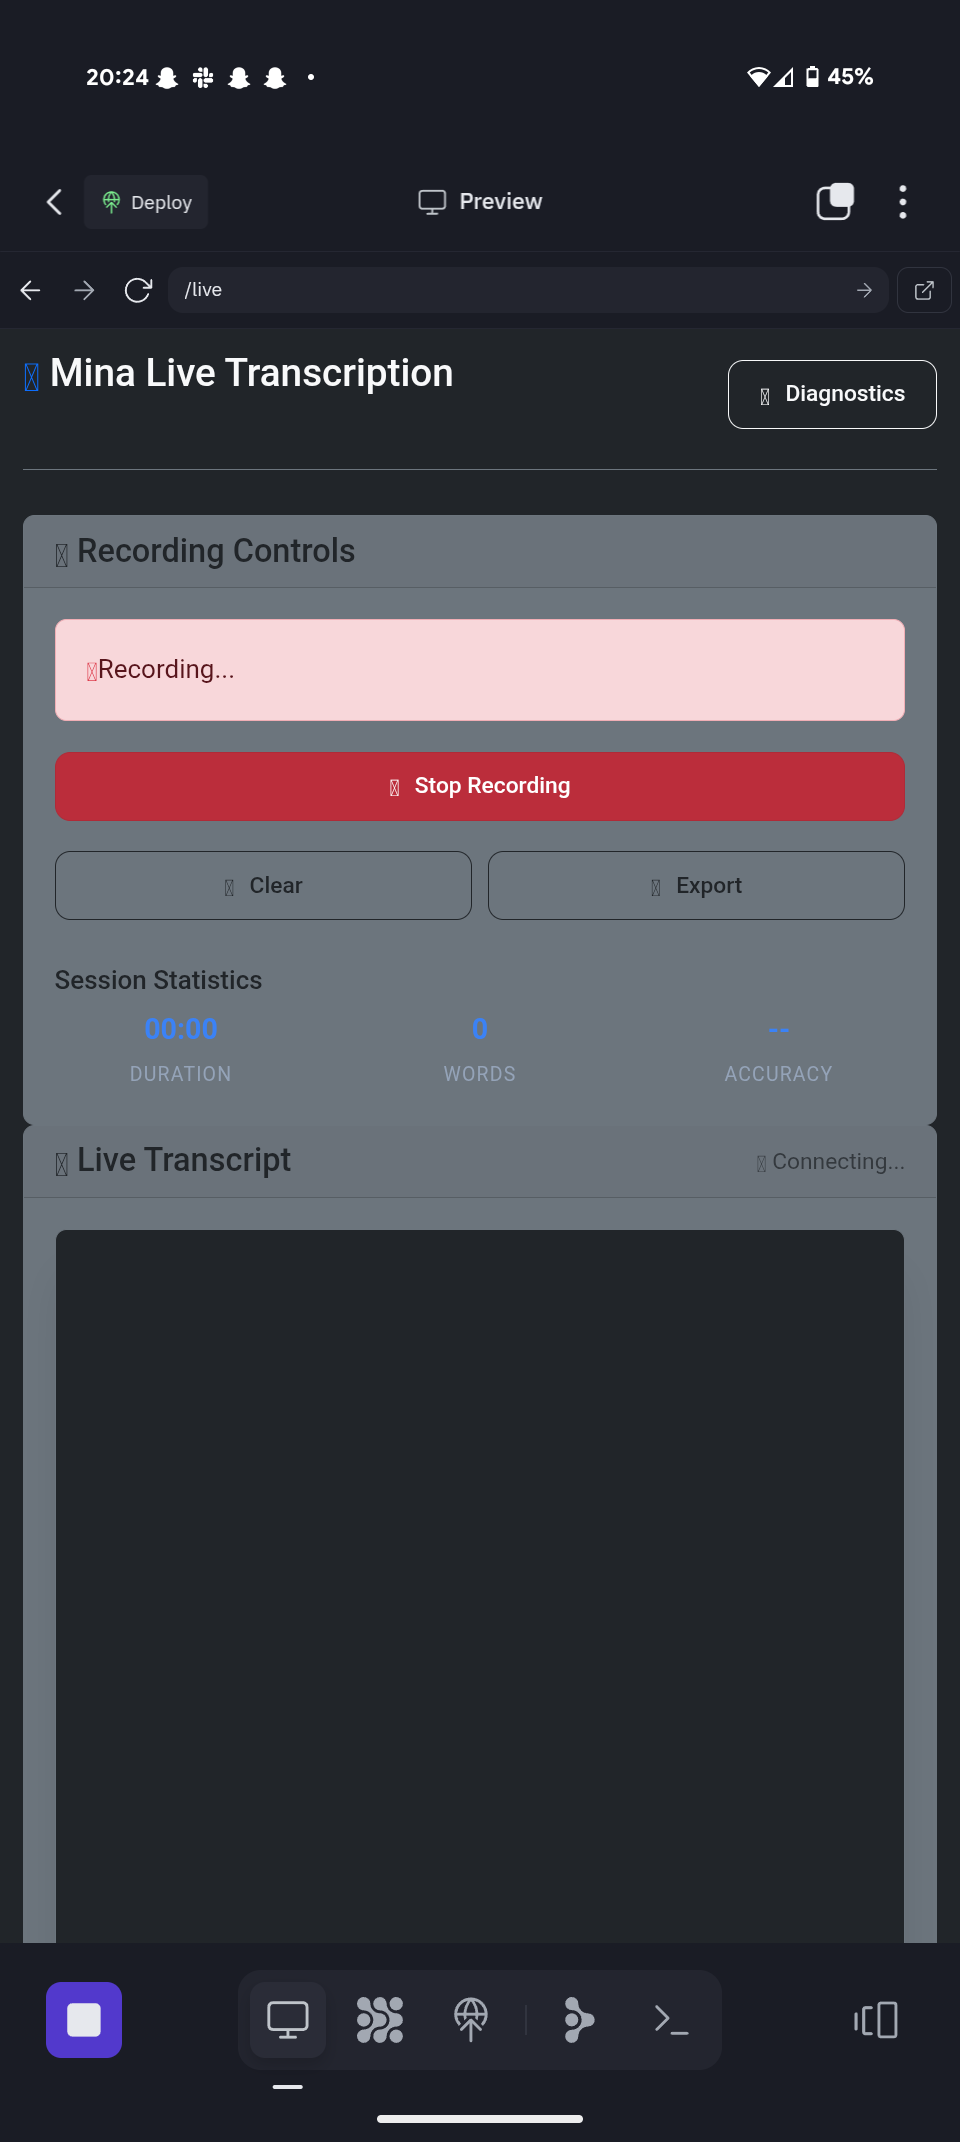 20:24
45%
Deploy
Preview
/live
Mina Live Transcription
Diagnostics
Recording Controls
Recording...
Stop Recording
Clear
Export
Session Statistics
00:00
0
--
DURATION
WORDS
ACCURACY
Live Transcript
Connecting...